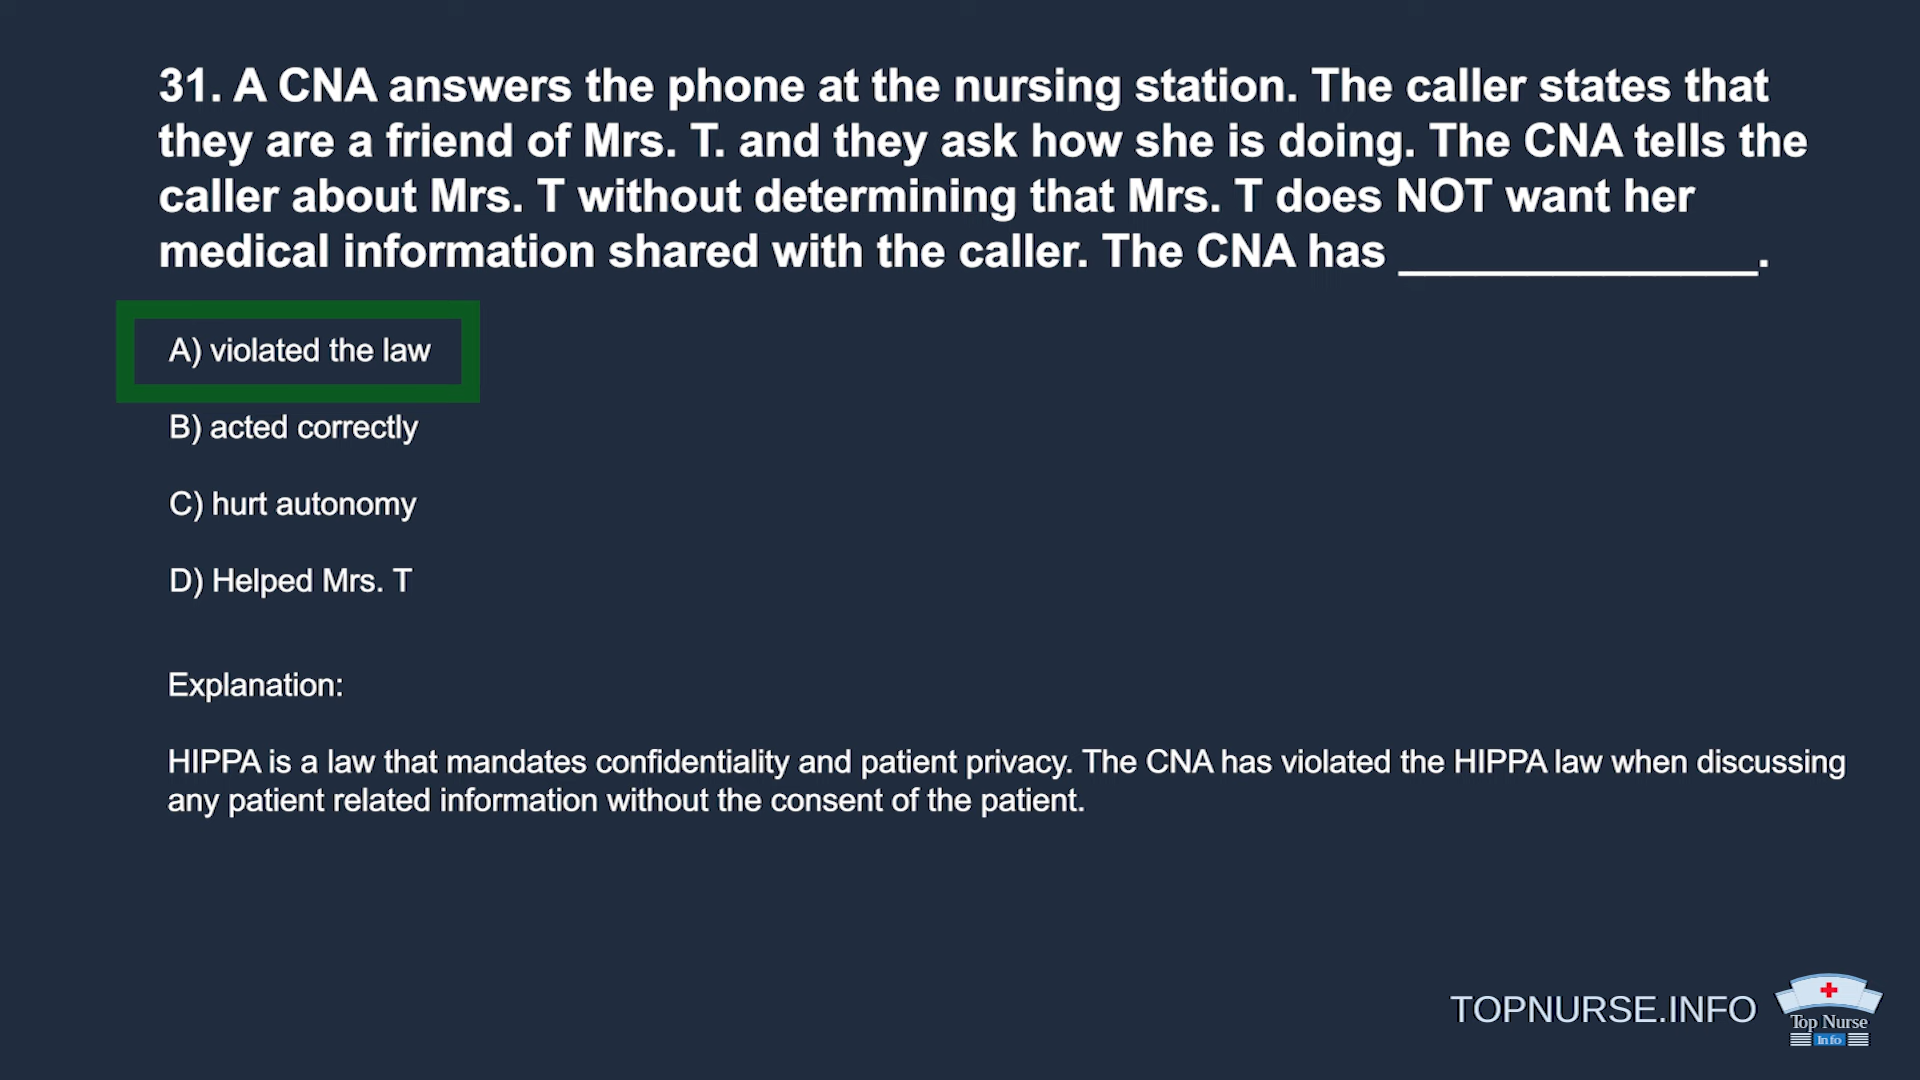 31. A CNA answers the phone at the nursing station. The caller states that
they are a friend of Mrs. T. and they ask how she is doing. The CNA tells the
caller about Mrs. T without determining that Mrs. T does NOT want her
medical information shared with the caller. The CNA has ______________.
A) violated the law
B) acted correctly
C) hurt autonomy
D) Helped Mrs. T
Explanation:
HIPPA is a law that mandates confidentiality and patient privacy. The CNA has violated the HIPPA law when discussing
any patient related information without the consent of the patient.
TOPNURSE.INFO
Top Nurse
Info